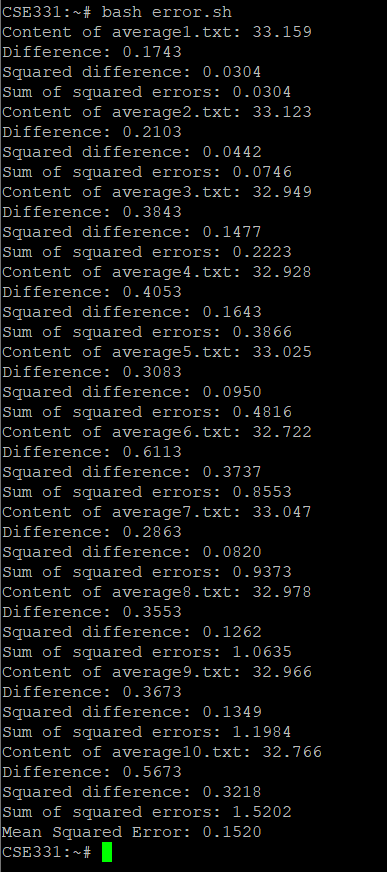 CSE331:~# bash error.sh
Content of average1.txt: 33.159
Difference: 0.1743
Squared difference: 0.0304
Sum of squared errors: 0.0304
Content of average2.txt: 33.123
Difference: 0.2103
Squared difference: 0.0442
Sum of squared errors: 0.0746
Content of average3.txt: 32.949
Difference: 0.3843
Squared difference: 0.1477
Sum of squared errors: 0.2223
Content of average4.txt: 32.928
Difference: 0.4053
Squared difference: 0.1643
Sum of squared errors: 0.3866
Content of average5.txt: 33.025
Difference: 0.3083
Squared difference: 0.0950
Sum of squared errors: 0.4816
Content of average6.txt: 32.722
Difference: 0.6113
Squared difference: 0.3737
Sum of squared errors: 0.8553
Content of average7.txt: 33.047
Difference: 0.2863
Squared difference: 0.0820
Sum of squared errors: 0.9373
Content of average8.txt: 32.978
Difference: 0.3553
Squared difference: 0.1262
Sum of squared errors: 1.0635
Content of average9.txt: 32.966
Difference: 0.3673
Squared difference: 0.1349
Sum of squared errors: 1.1984
Content of average10.txt: 32.766
Difference: 0.5673
Squared difference: 0.3218
Sum of squared errors: 1.5202
Mean Squared Error: 0.1520
CSE331:~#